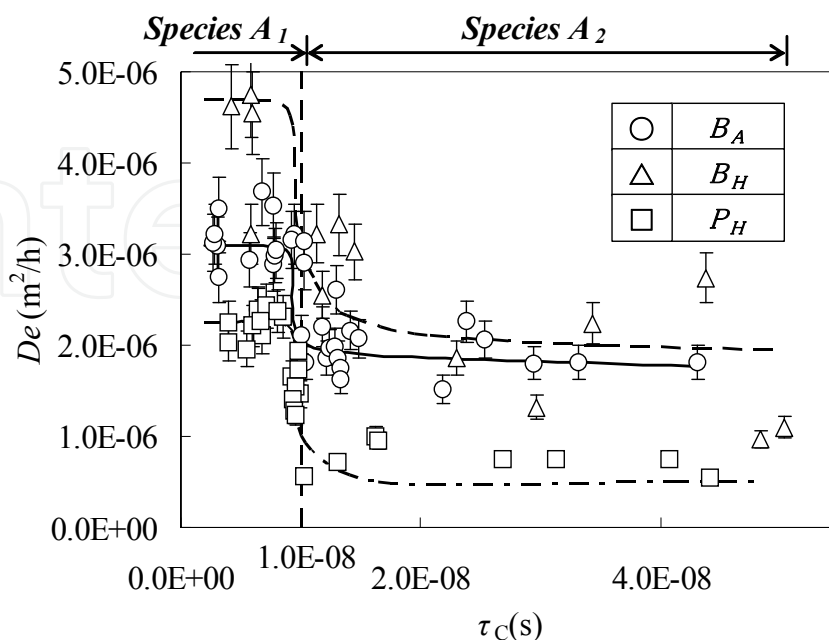 Species A1 Species A2
5.0E-06
4.0E-06
3.0E-06
2.0E-06
1.0E-06
0.0E+00
De (m²/h)
BA
BH
PH
0.0E+00 1.0E-08 2.0E-08 4.0E-08
τC(s)